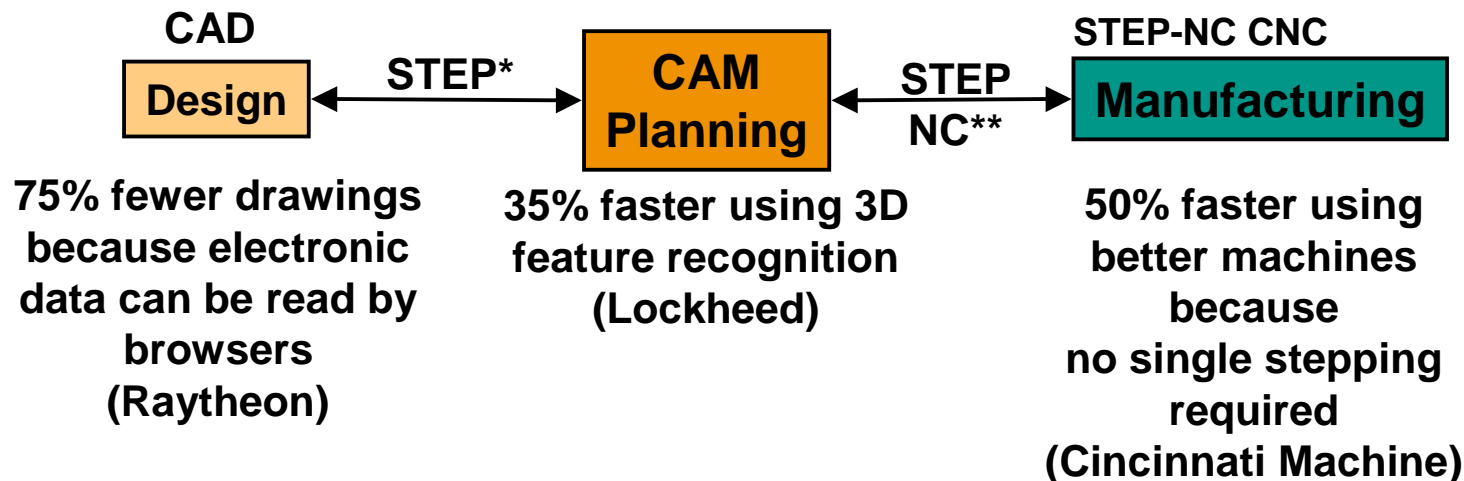 CAD
Design
STEP*
CAM
Planning
STEP
NC**
STEP-NC CNC
Manufacturing
75% fewer drawings
because electronic
data can be read by
browsers
(Raytheon)
35% faster using 3D
feature recognition
(Lockheed)
50% faster using
better machines
because
no single stepping
required
(Cincinnati Machine)